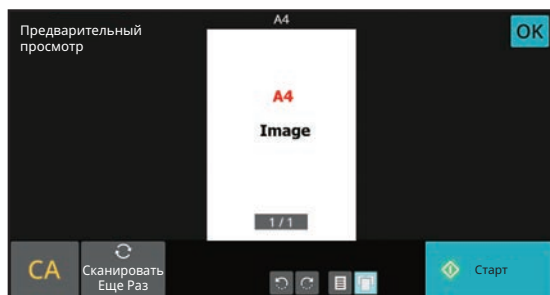 A4
Предварительный
просмотр
OK
A4
Image
1 / 1
CA
Сканировать
Еще Раз
Старт